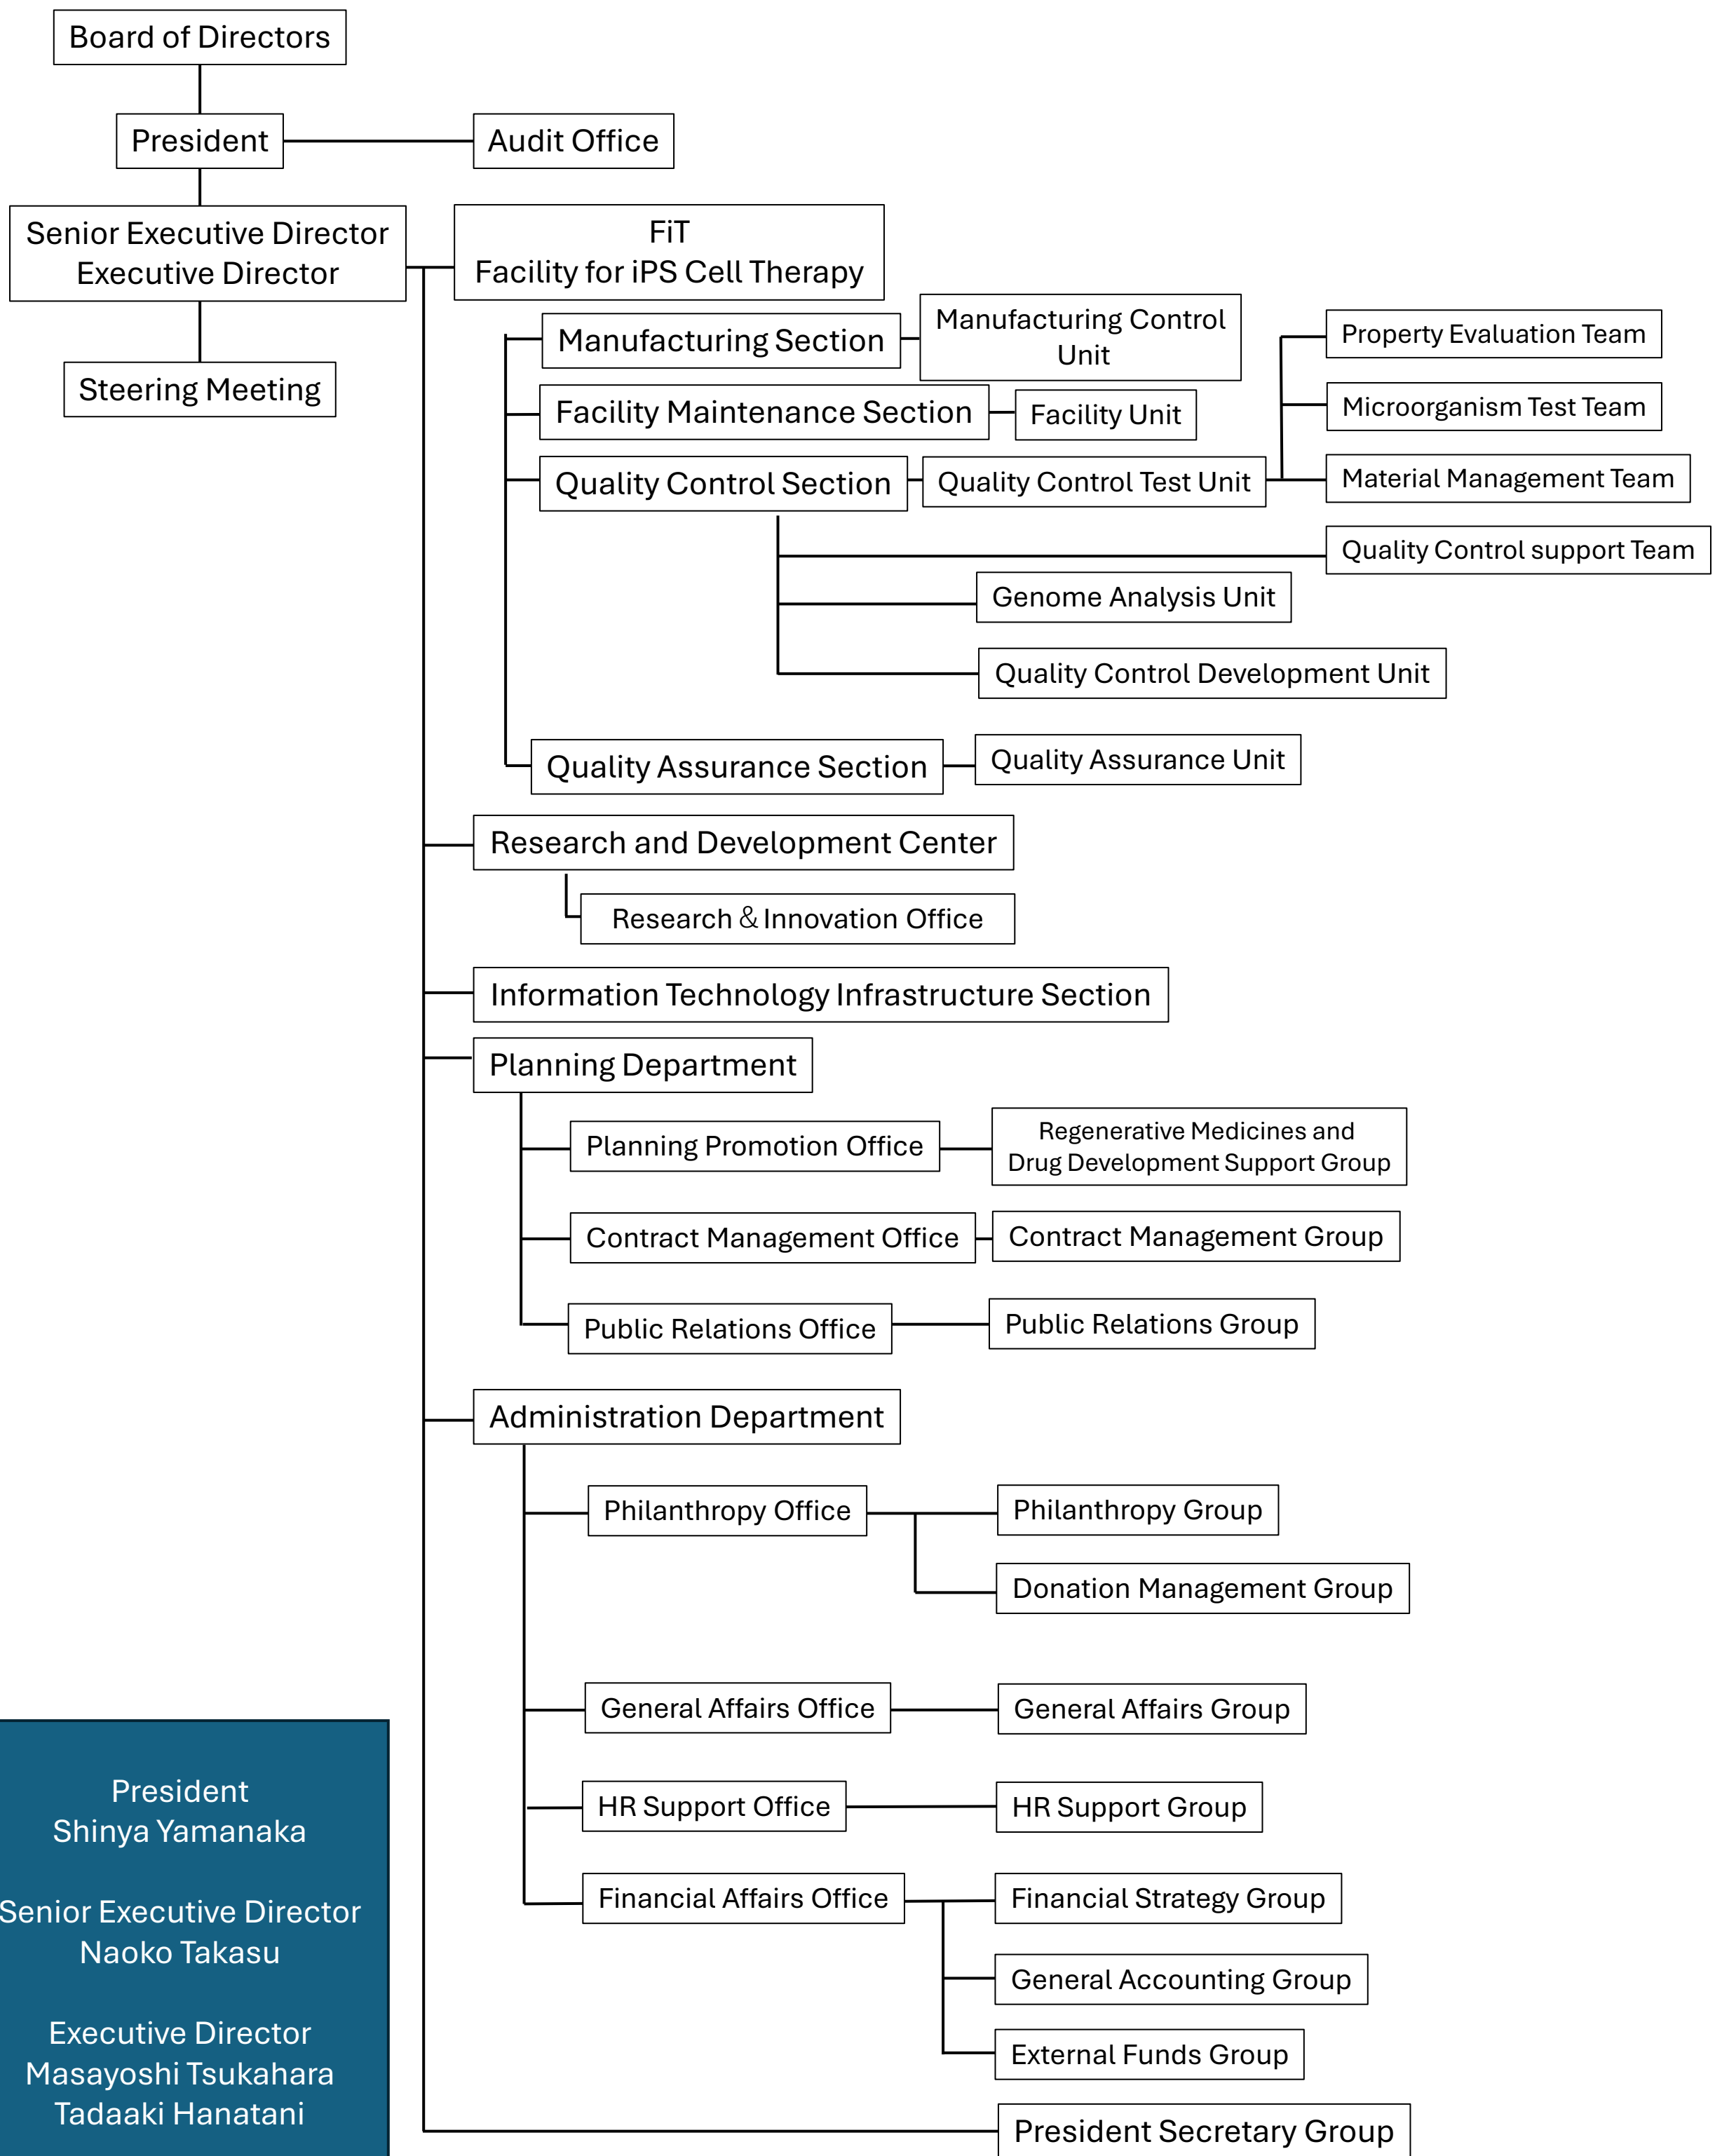 Board of Directors
President
Audit Office
Senior Executive Director
Executive Director
FiT
Facility for iPS Cell Therapy
Steering Meeting
Manufacturing Section
Manufacturing Control
Unit
Property Evaluation Team
Facility Maintenance Section
Facility Unit
Microorganism Test Team
Quality Control Section
Quality Control Test Unit
Material Management Team
Quality Control support Team
Genome Analysis Unit
Quality Control Development Unit
Quality Assurance Section
Quality Assurance Unit
Research and Development Center
Research＆Innovation Office
Information Technology Infrastructure Section
Planning Department
Planning Promotion Office
Regenerative Medicines and
Drug Development Support Group
Contract Management Office
Contract Management Group
Public Relations Office
Public Relations Group
Administration Department
Philanthropy Office
Philanthropy Group
Donation Management Group
General Affairs Office
General Affairs Group
HR Support Office
HR Support Group
Financial Affairs Office
Financial Strategy Group
General Accounting Group
External Funds Group
President Secretary Group
President
Shinya Yamanaka
Senior Executive Director
Naoko Takasu
Executive Director
Masayoshi Tsukahara
Tadaaki Hanatani